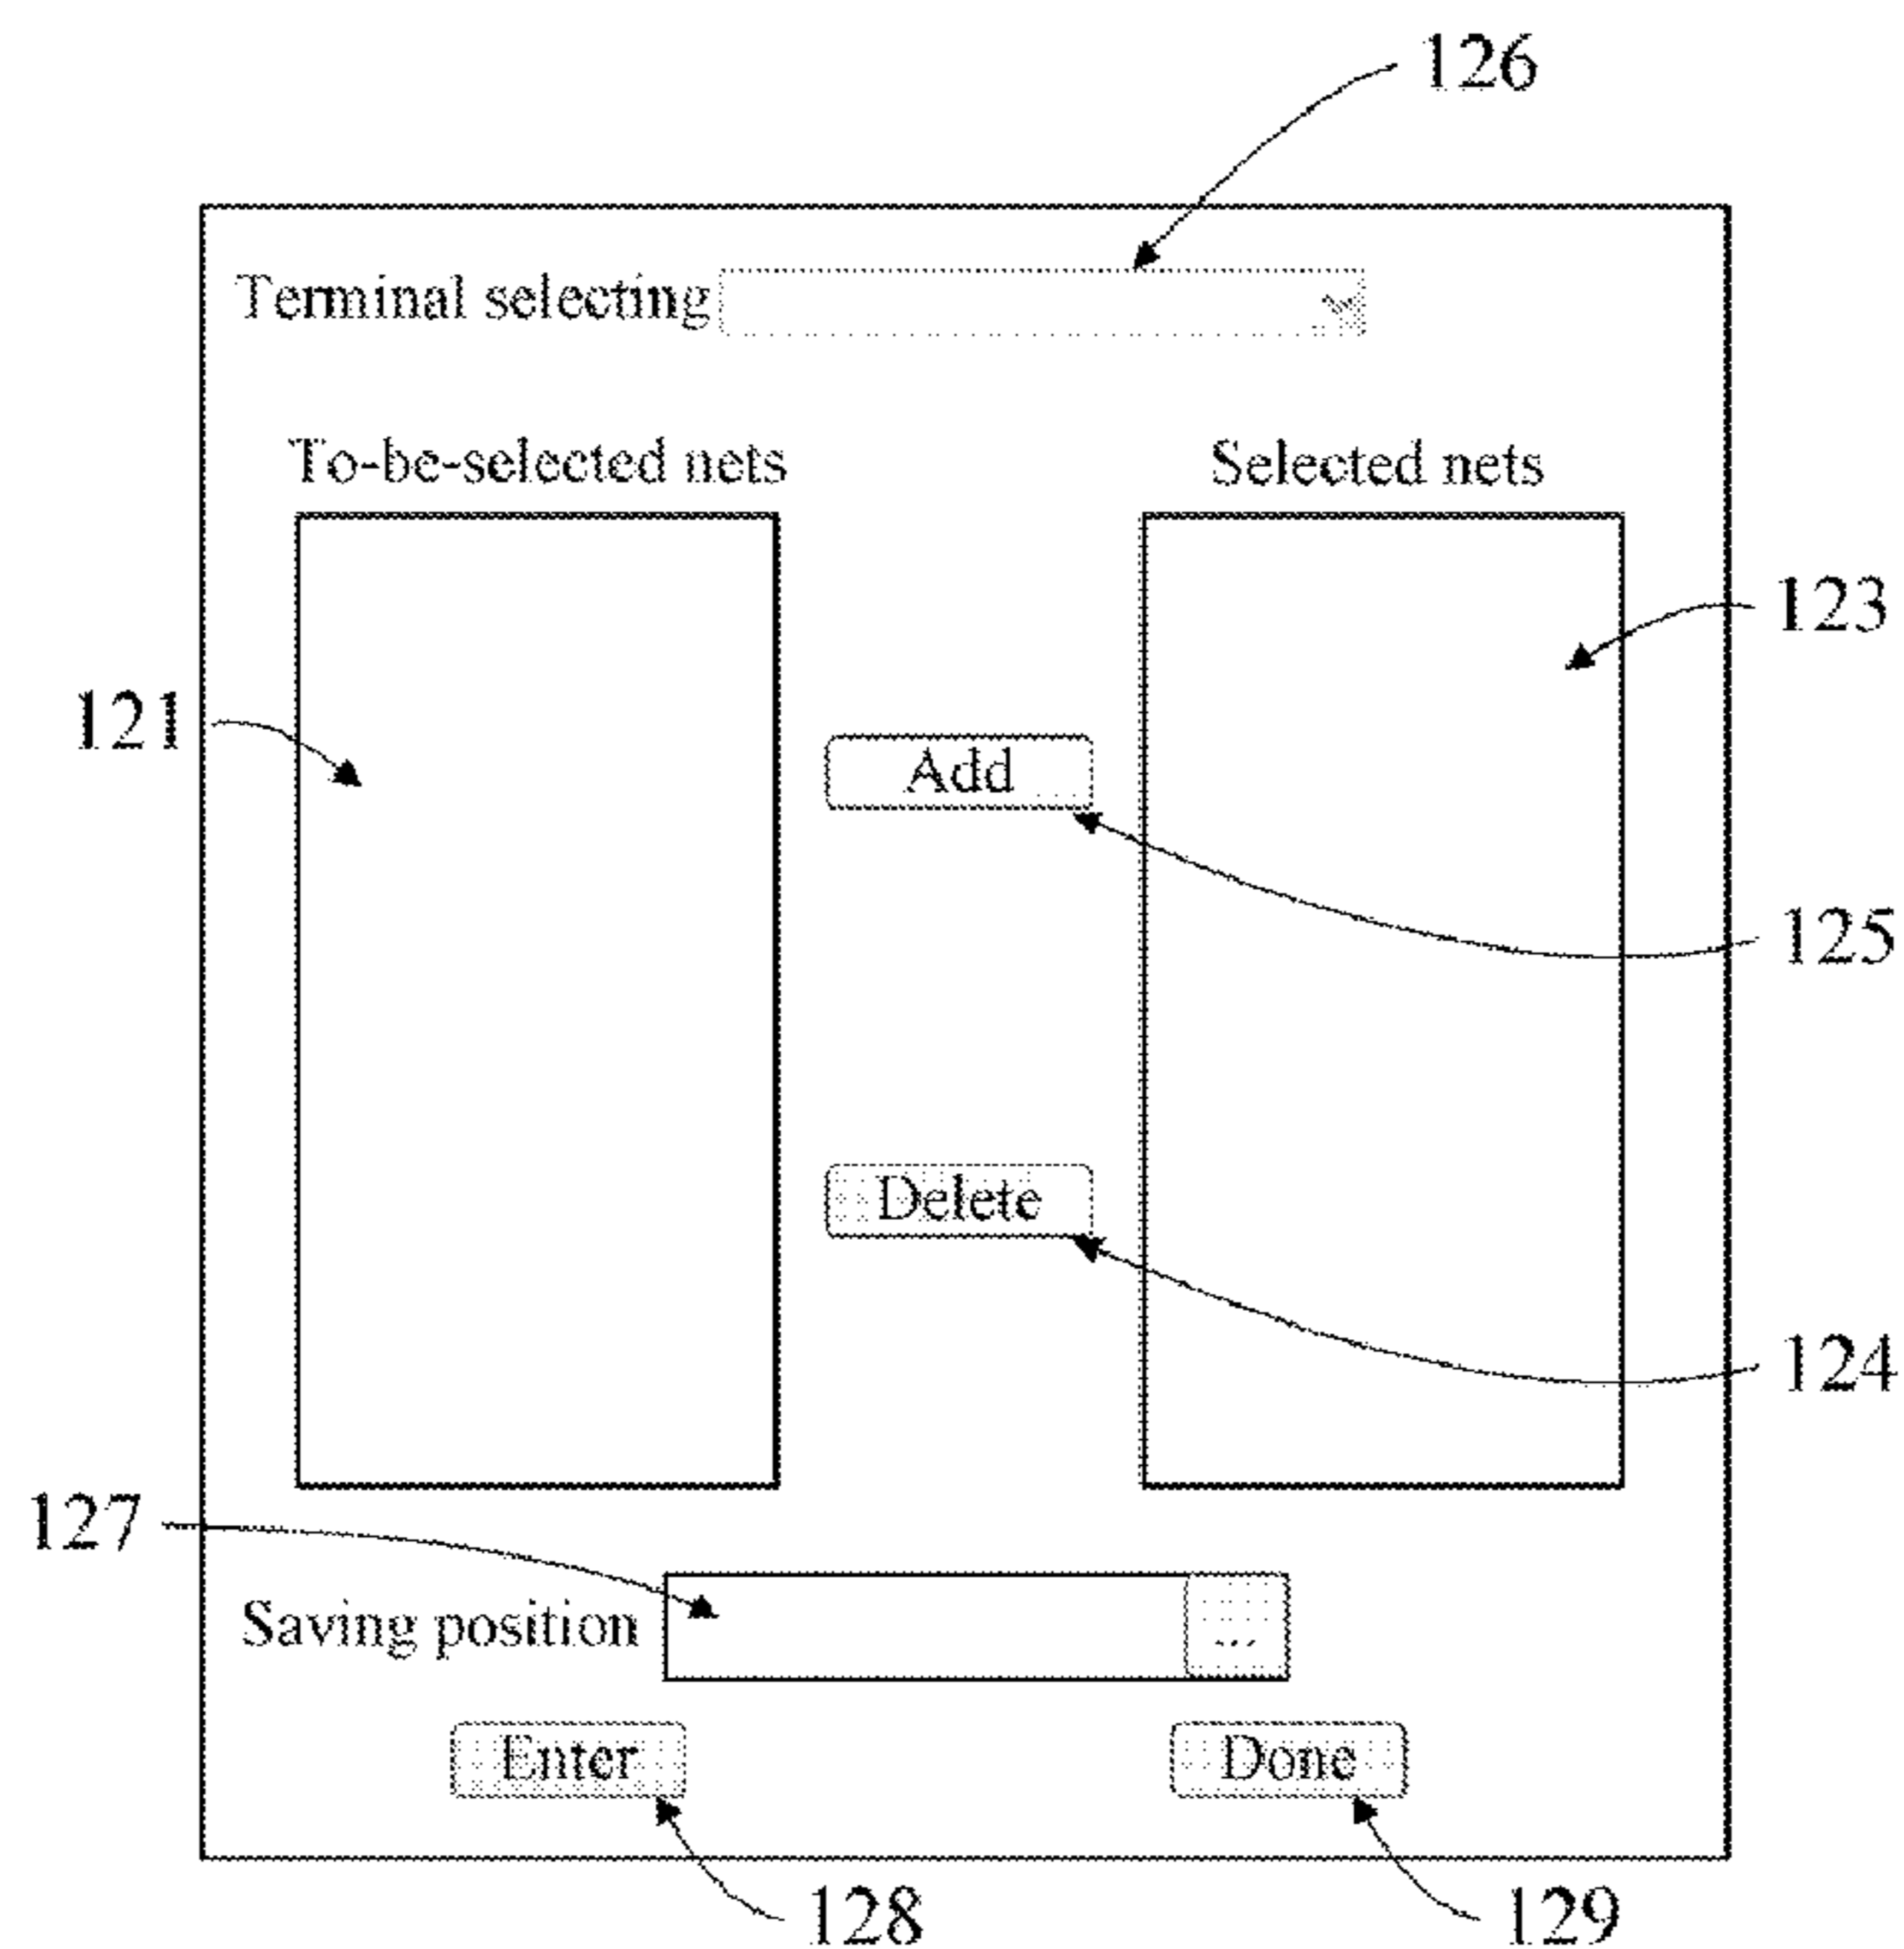 126
Terminal selecting
To-be-selected nets
Selected nets
123
121
Add
125
Delete
124
127
Saving position
...
Enter
Done
128
129